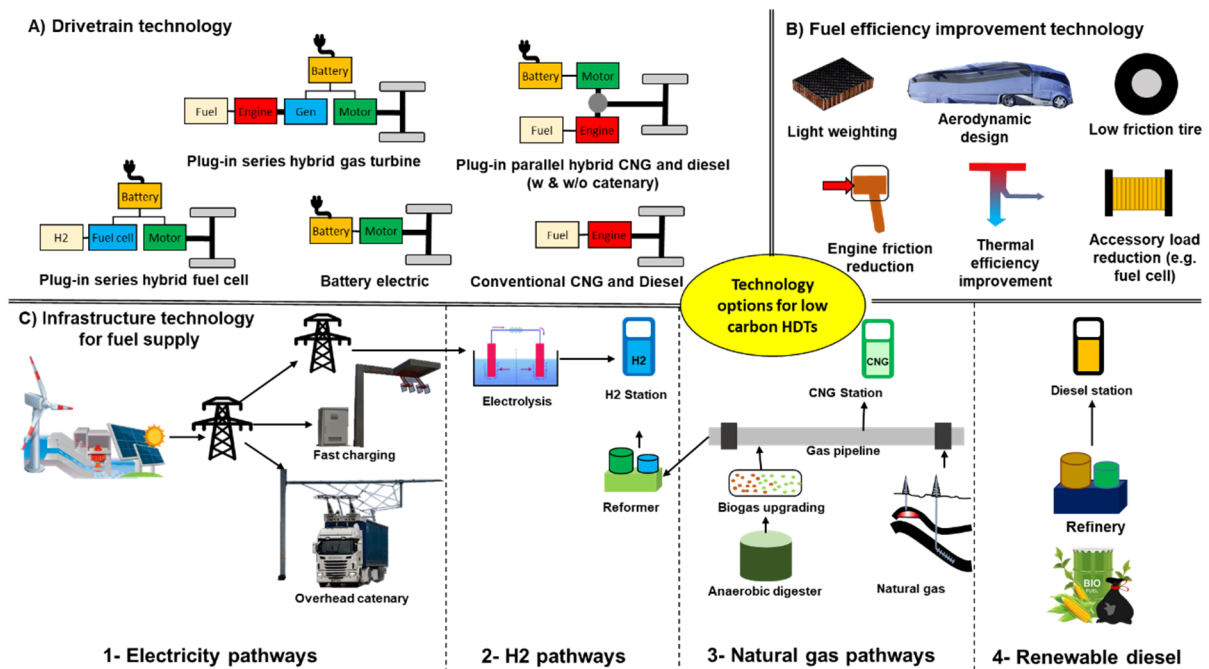 A) Drivetrain technology
Battery
Fuel
Engine
Gen
Motor
Plug-in series hybrid gas turbine
Battery
Motor
Fuel
Engine
Plug-in parallel hybrid CNG and diesel
(w & w/o catenary)
Battery
H2
Fuel cell
Motor
Plug-in series hybrid fuel cell
Battery
Motor
Battery electric
Fuel
Engine
Conventional CNG and Diesel
B) Fuel efficiency improvement technology
Light weighting
Aerodynamic
design
Low friction tire
Engine friction
reduction
Thermal
efficiency
improvement
Accessory load
reduction (e.g.
fuel cell)
Technology
options for low
carbon HDTs
C) Infrastructure technology
for fuel supply
Fast charging
Overhead catenary
1- Electricity pathways
Electrolysis
H2
H2 Station
Reformer
2- H2 pathways
CNG
CNG Station
Gas pipeline
Biogas upgrading
Anaerobic digester
Natural gas
3- Natural gas pathways
Diesel station
Refinery
BIO
FUEL
4- Renewable diesel